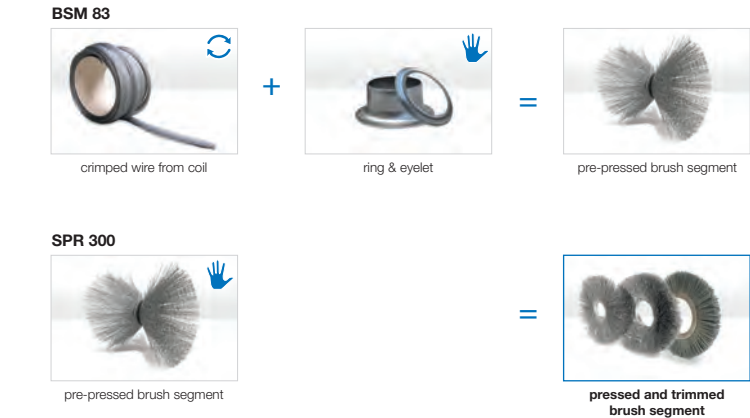 BSM 83
+
=
crimped wire from coil
ring & eyelet
pre-pressed brush segment
SPR 300
=
pre-pressed brush segment
pressed and trimmed
brush segment